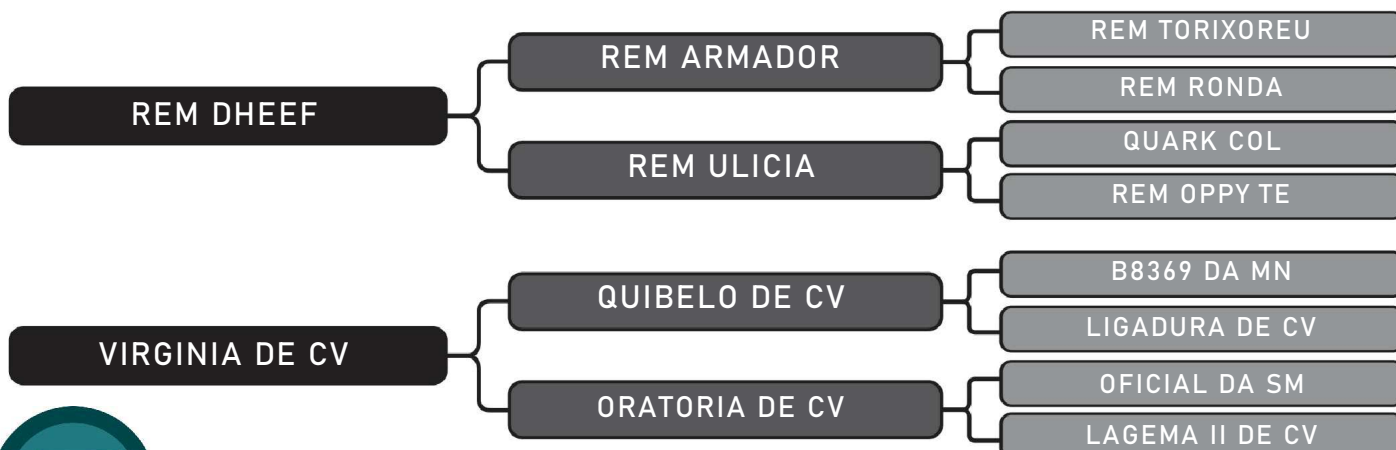 REM DHEEF
REM ARMADOR
REM ULICIA
REM TORIXOREU
REM RONDA
QUARK COL
REM OPPY TE
VIRGINIA DE CV
QUIBELO DE CV
ORATORIA DE CV
B8369 DA MN
LIGADURA DE CV
OFICIAL DA SM
LAGEMA II DE CV